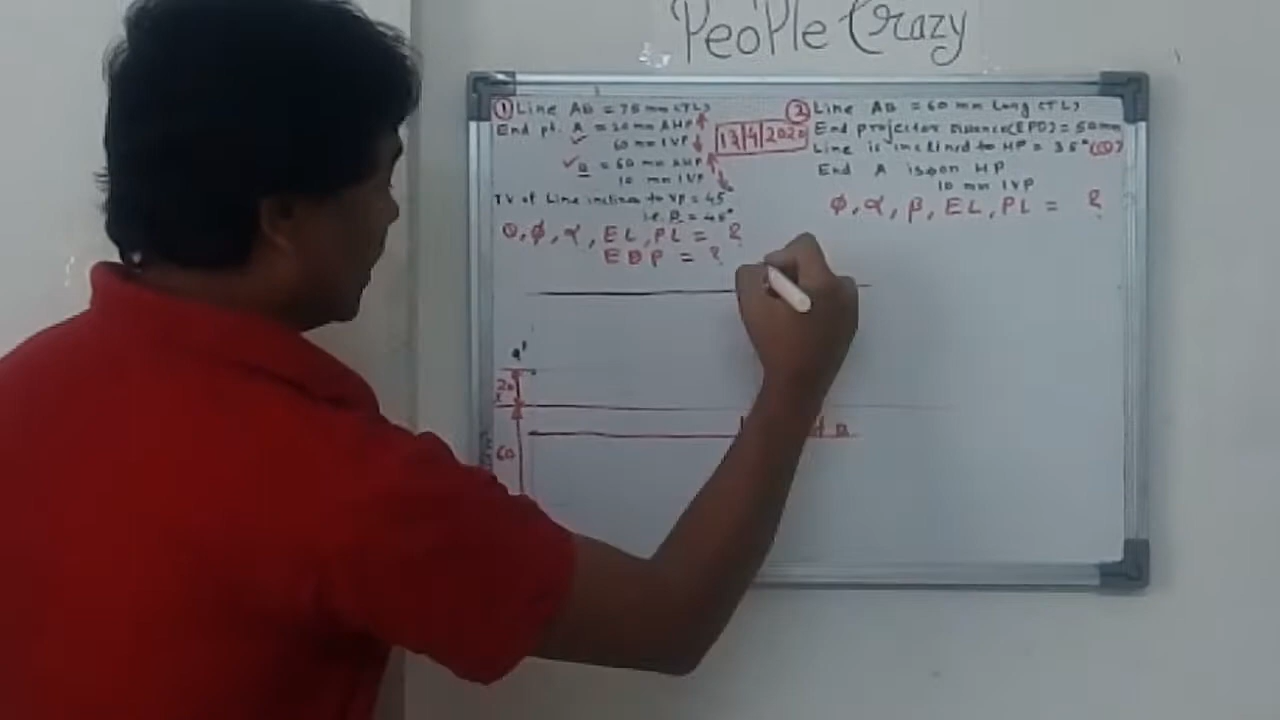 PeoPle Crazy
① Line AB = 75 mm (TL)
End pt. A = 20 mm AHP
60 mm IVP
B = 60 mm AHP
10 mm IVP
TV of Line inclines to VP = 45°
i.e. β = 45°
θ, φ, α, EL, PL = ?
EDP = ?
13/4/2020
② Line AB = 60 mm Long (TL)
End projector Distance (EPD) = 50 mm
Line is inclined to HP = 35° (θ)
End A is on HP
10 mm IVP
φ, α, β, EL, PL = ?
a'
20
60